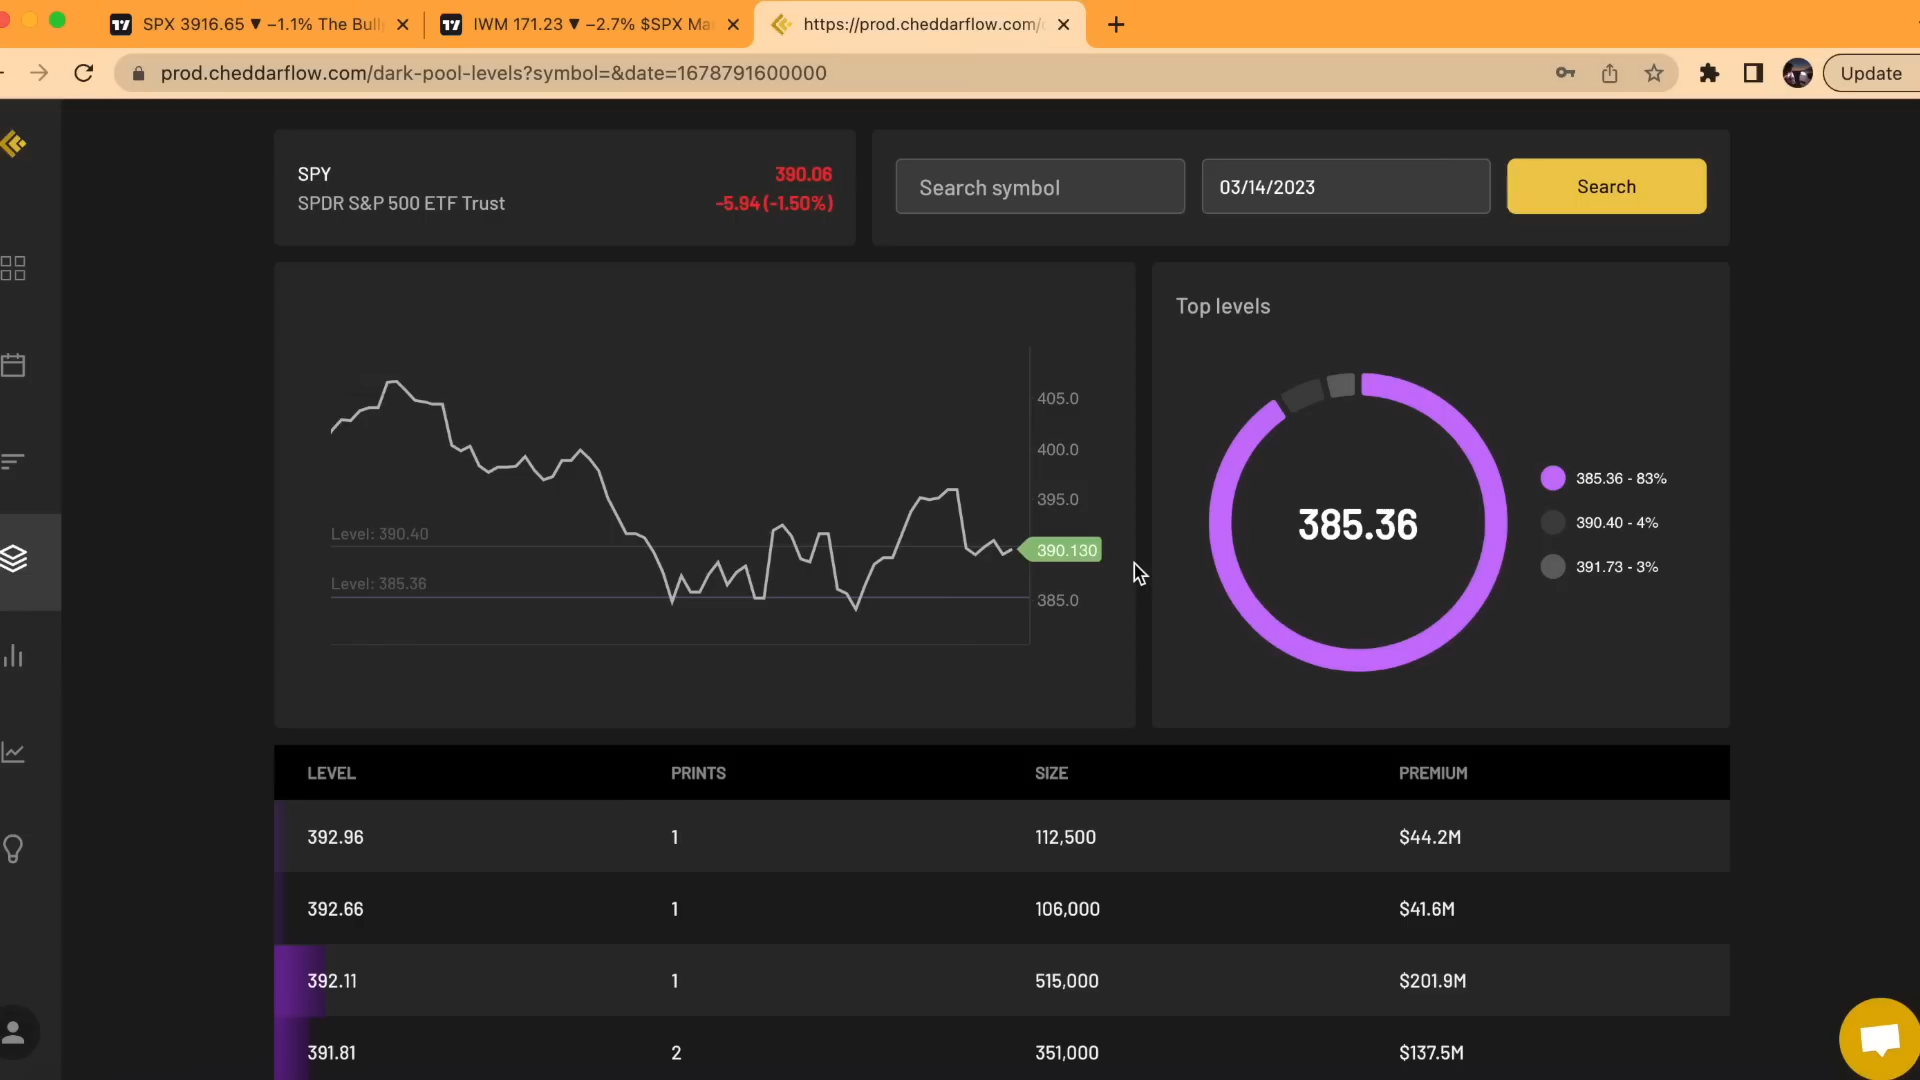 SPX 3916.65 ▼ −1.1% The Bull
IWM 171.23 ▼ −2.7% $SPX Ma
https://prod.cheddarflow.com/
prod.cheddarflow.com/dark-pool-levels?symbol=&date=1678791600000
Update
SPY
390.06
SPDR S&P 500 ETF Trust
-5.94 (-1.50%)
Search symbol
03/14/2023
Search
Top levels
405.0
400.0
395.0
Level: 390.40
390.130
Level: 385.36
385.0
385.36
385.36 - 83%
390.40 - 4%
391.73 - 3%
LEVEL PRINTS SIZE PREMIUM
392.96 1 112,500 $44.2M
392.66 1 106,000 $41.6M
392.11 1 515,000 $201.9M
391.81 2 351,000 $137.5M